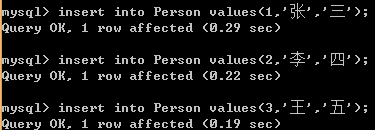 mysql> insert into Person values(1,'张','三');
Query OK, 1 row affected (0.29 sec)
mysql> insert into Person values(2,'李','四');
Query OK, 1 row affected (0.22 sec)
mysql> insert into Person values(3,'王','五');
Query OK, 1 row affected (0.19 sec)